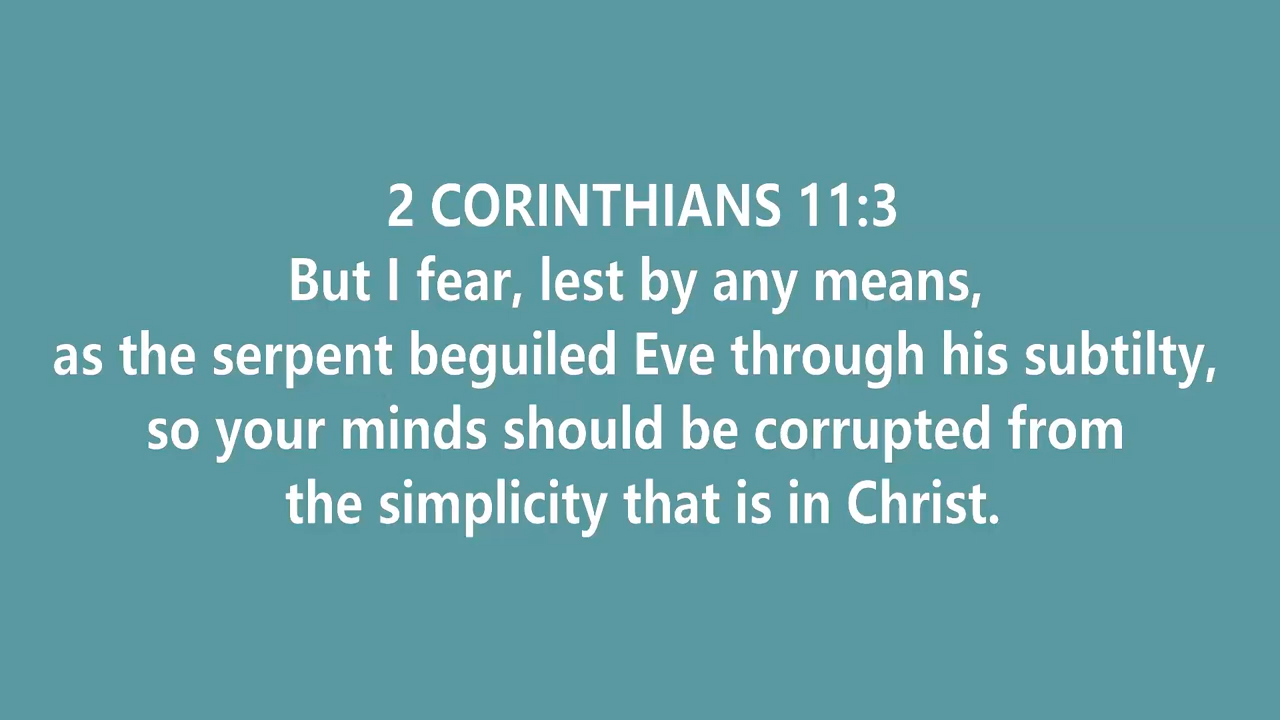 2 CORINTHIANS 11:3
But I fear, lest by any means,
as the serpent beguiled Eve through his subtilty,
so your minds should be corrupted from
the simplicity that is in Christ.